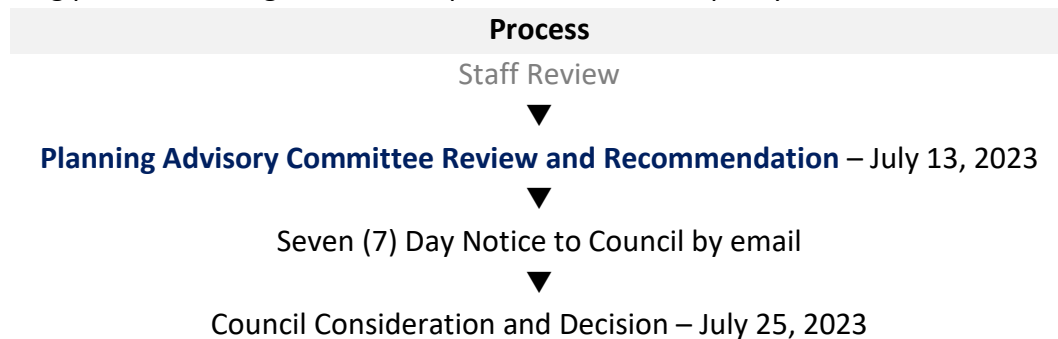 Process
Staff Review
▼
Planning Advisory Committee Review and Recommendation – July 13, 2023
▼
Seven (7) Day Notice to Council by email
▼
Council Consideration and Decision – July 25, 2023